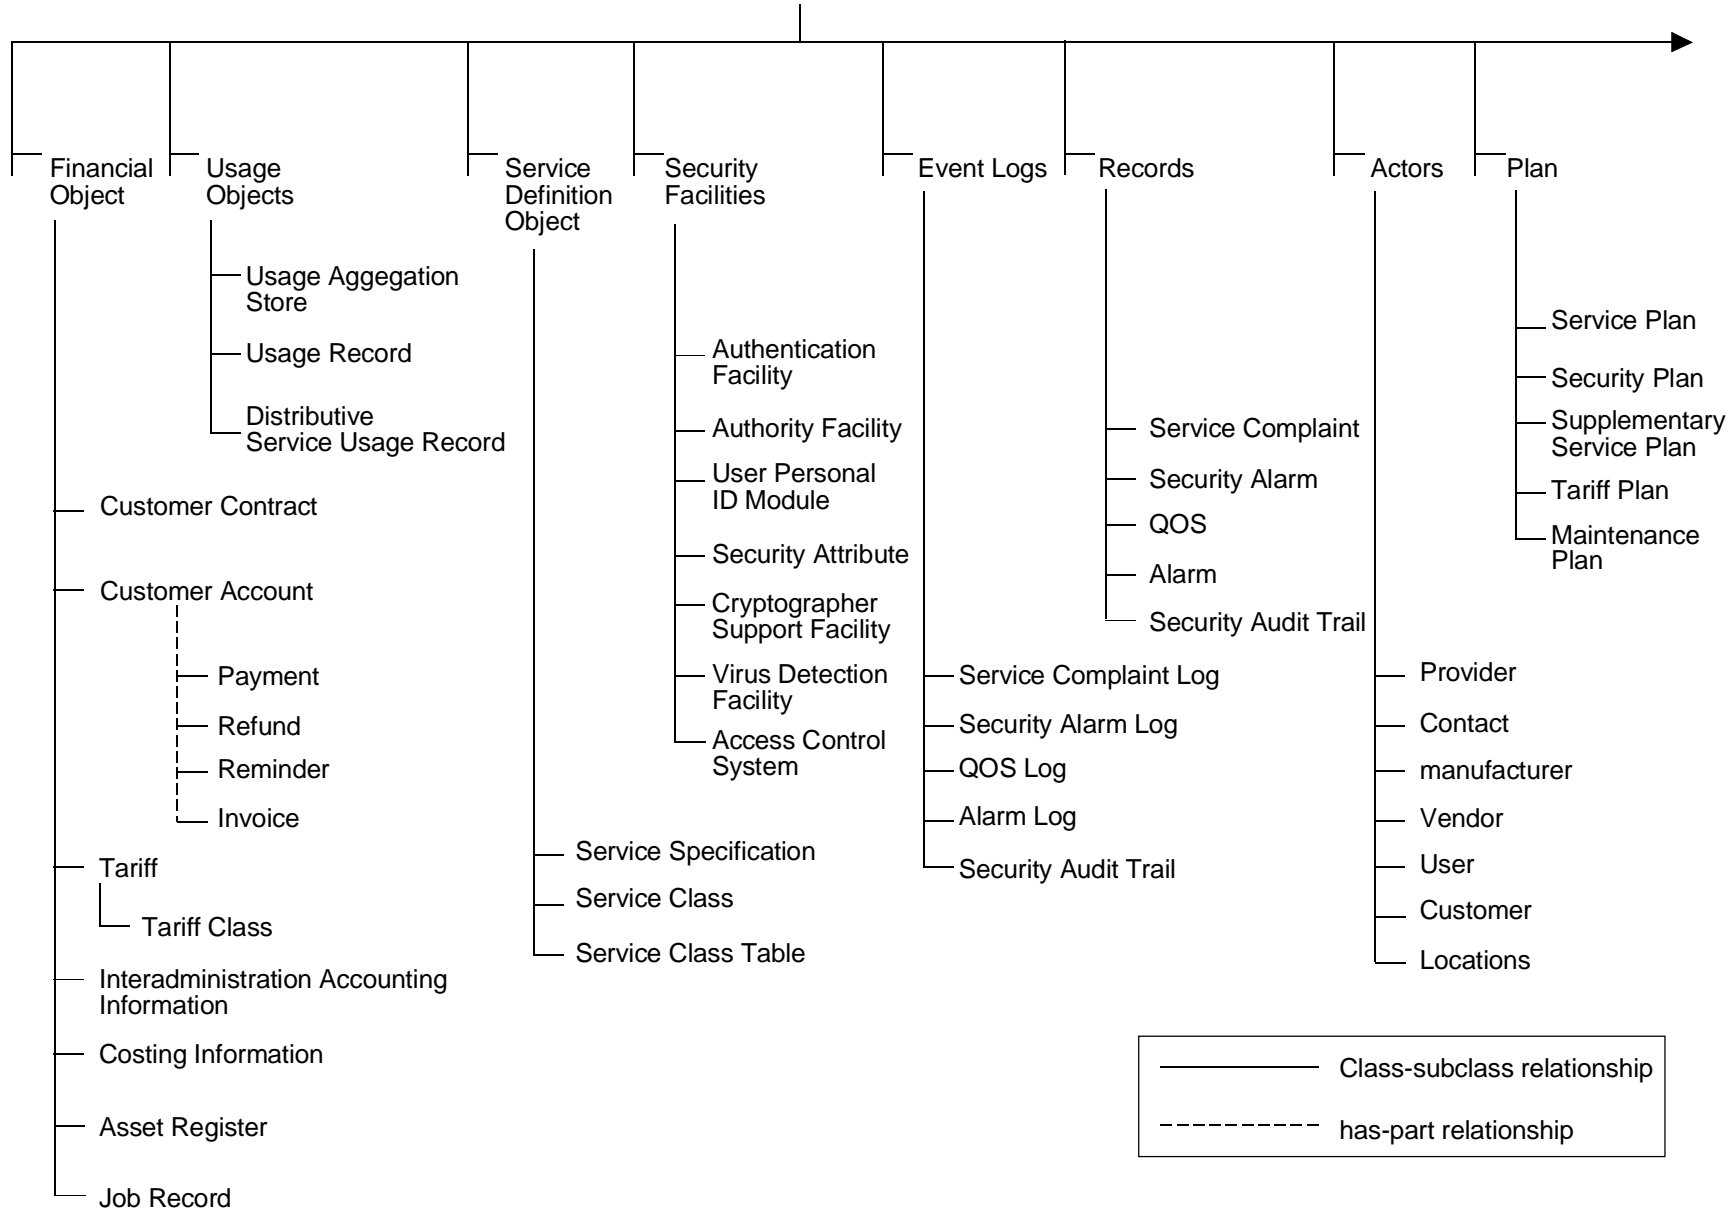 Financial
Object
Usage
Objects
Service
Definition
Object
Security
Facilities
Event Logs
Records
Actors
Plan
Usage Aggegation
Store
Usage Record
Distributive
Service Usage Record
Customer Contract
Customer Account
Payment
Refund
Reminder
Invoice
Tariff
Tariff Class
Interadministration Accounting
Information
Costing Information
Asset Register
Job Record
Service Specification
Service Class
Service Class Table
Authentication
Facility
Authority Facility
User Personal
ID Module
Security Attribute
Cryptographer
Support Facility
Virus Detection
Facility
Access Control
System
Service Complaint Log
Security Alarm Log
QOS Log
Alarm Log
Security Audit Trail
Service Complaint
Security Alarm
QOS
Alarm
Security Audit Trail
Provider
Contact
manufacturer
Vendor
User
Customer
Locations
Service Plan
Security Plan
Supplementary
Service Plan
Tariff Plan
Maintenance
Plan
Class-subclass relationship
has-part relationship